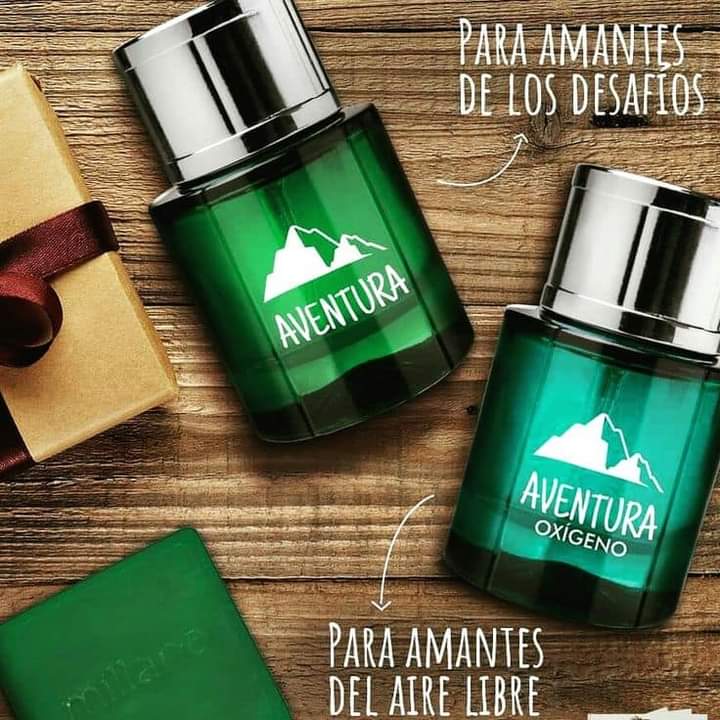 PARA AMANTES
DE LOS DESAFÍOS
AVENTURA
AVENTURA
OXÍGENO
PARA AMANTES
DEL AIRE LIBRE